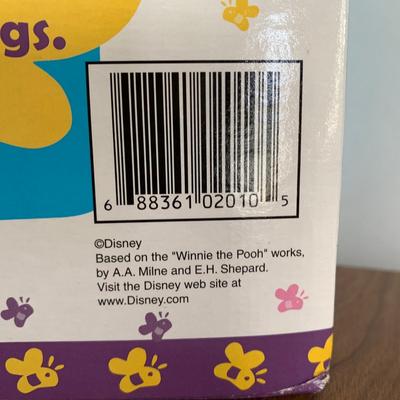 gs.
6 88361 02010 5
©Disney
Based on the "Winnie the Pooh" works,
by A.A. Milne and E.H. Shepard.
Visit the Disney web site at
www.Disney.com